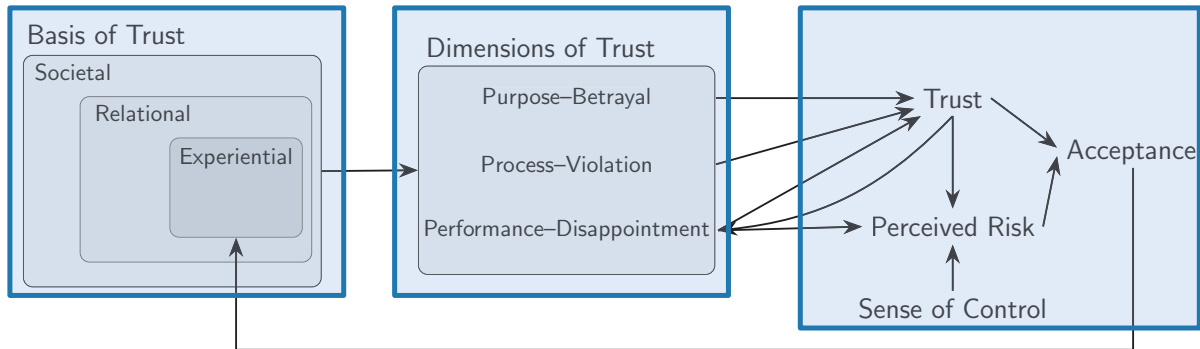 Basis of Trust
Societal
Relational
Experiential
Dimensions of Trust
Purpose–Betrayal
Process–Violation
Performance–Disappointment
Trust
Acceptance
Perceived Risk
Sense of Control